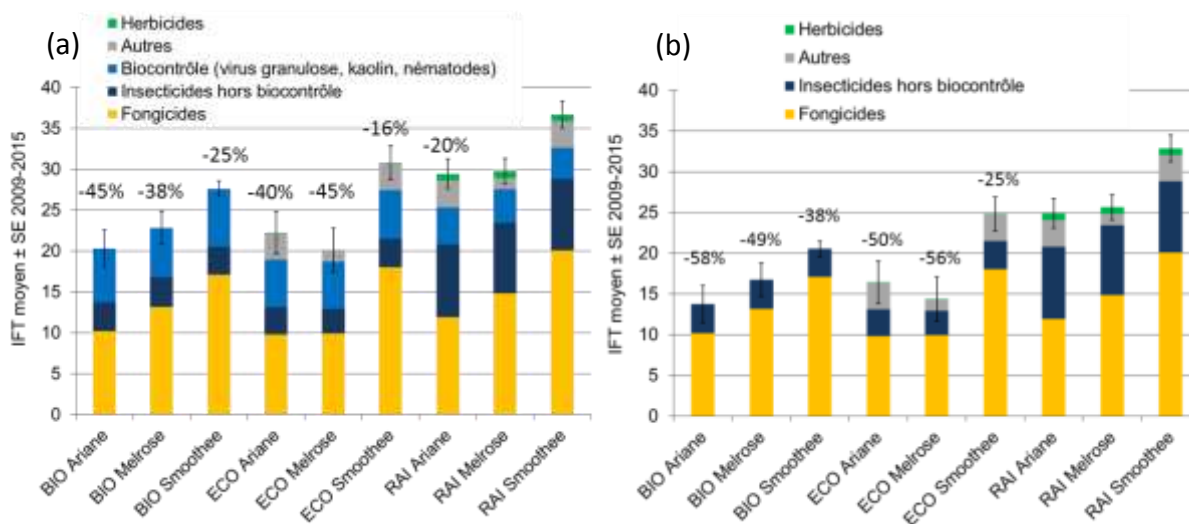 (a)
Herbicides
Autres
Biocontrôle (virus granulose, kaolin, nématodes)
Insecticides hors biocontrôle
Fongicides
IFT moyen ± SE 2009-2015
40
35
30
25
20
15
10
5
0
-45%
-38%
-25%
-40%
-45%
-16%
-20%
BIO Ariane
BIO Melrose
BIO Smoothee
ECO Ariane
ECO Melrose
ECO Smoothee
RAI Ariane
RAI Melrose
RAI Smoothee
(b)
Herbicides
Autres
Insecticides hors biocontrôle
Fongicides
IFT moyen ± SE 2009-2015
40
35
30
25
20
15
10
5
0
-58%
-49%
-38%
-50%
-56%
-25%
BIO Ariane
BIO Melrose
BIO Smoothee
ECO Ariane
ECO Melrose
ECO Smoothee
RAI Ariane
RAI Melrose
RAI Smoothee